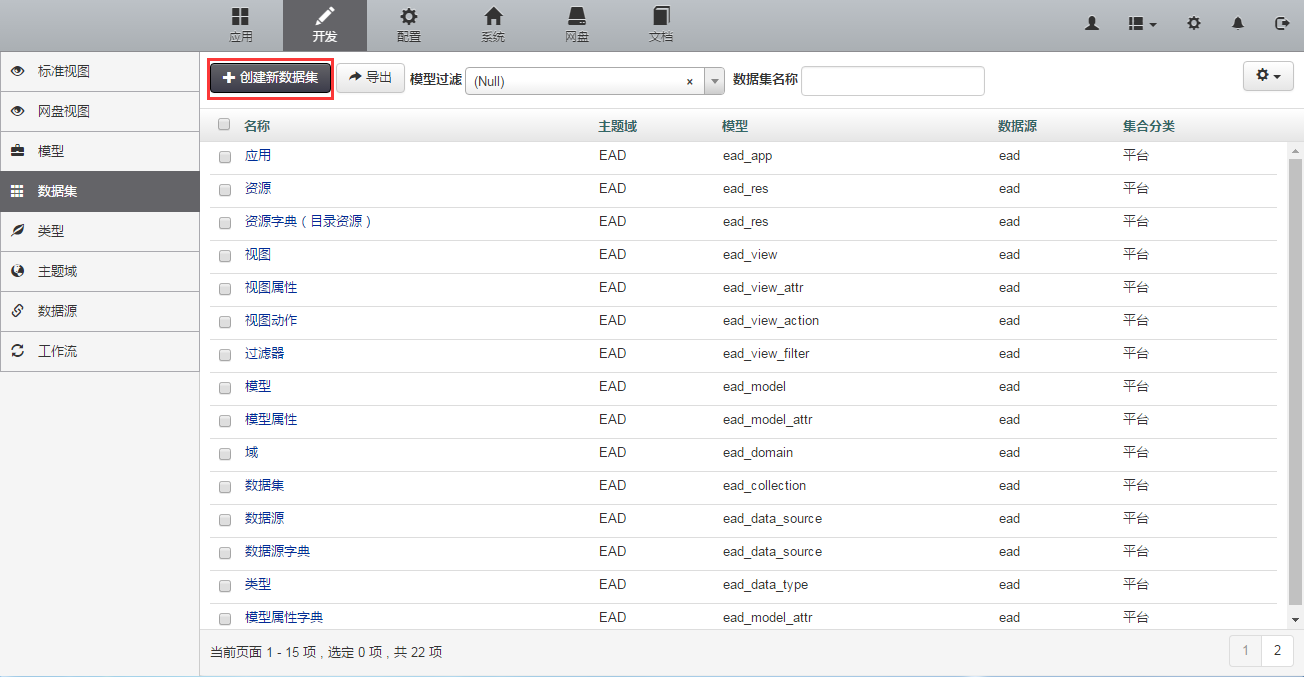 应用 开发 配置 系统 网盘 文档
标准视图
网盘视图
模型
数据集
类型
主题域
数据源
工作流
创建新数据集 导出 模型过滤 (Null) × 数据集名称
名称 主题域 模型 数据源 集合分类
应用 EAD ead_app ead 平台
资源 EAD ead_res ead 平台
资源字典（目录资源） EAD ead_res ead 平台
视图 EAD ead_view ead 平台
视图属性 EAD ead_view_attr ead 平台
视图动作 EAD ead_view_action ead 平台
过滤器 EAD ead_view_filter ead 平台
模型 EAD ead_model ead 平台
模型属性 EAD ead_model_attr ead 平台
域 EAD ead_domain ead 平台
数据集 EAD ead_collection ead 平台
数据源 EAD ead_data_source ead 平台
数据源字典 EAD ead_data_source ead 平台
类型 EAD ead_data_type ead 平台
模型属性字典 EAD ead_model_attr ead 平台
当前页面 1 - 15 项 , 选定 0 项 , 共 22 项 1 2